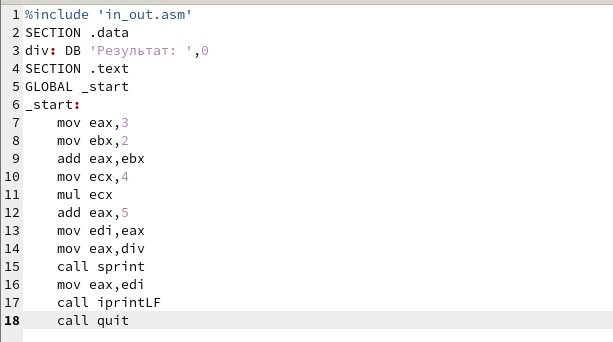 1 %include 'in_out.asm'
2 SECTION .data
3 div: DB 'Результат: ',0
4 SECTION .text
5 GLOBAL _start
6 _start:
7     mov eax,3
8     mov ebx,2
9     add eax,ebx
10     mov ecx,4
11     mul ecx
12     add eax,5
13     mov edi,eax
14     mov eax,div
15     call sprint
16     mov eax,edi
17     call iprintLF
18     call quit